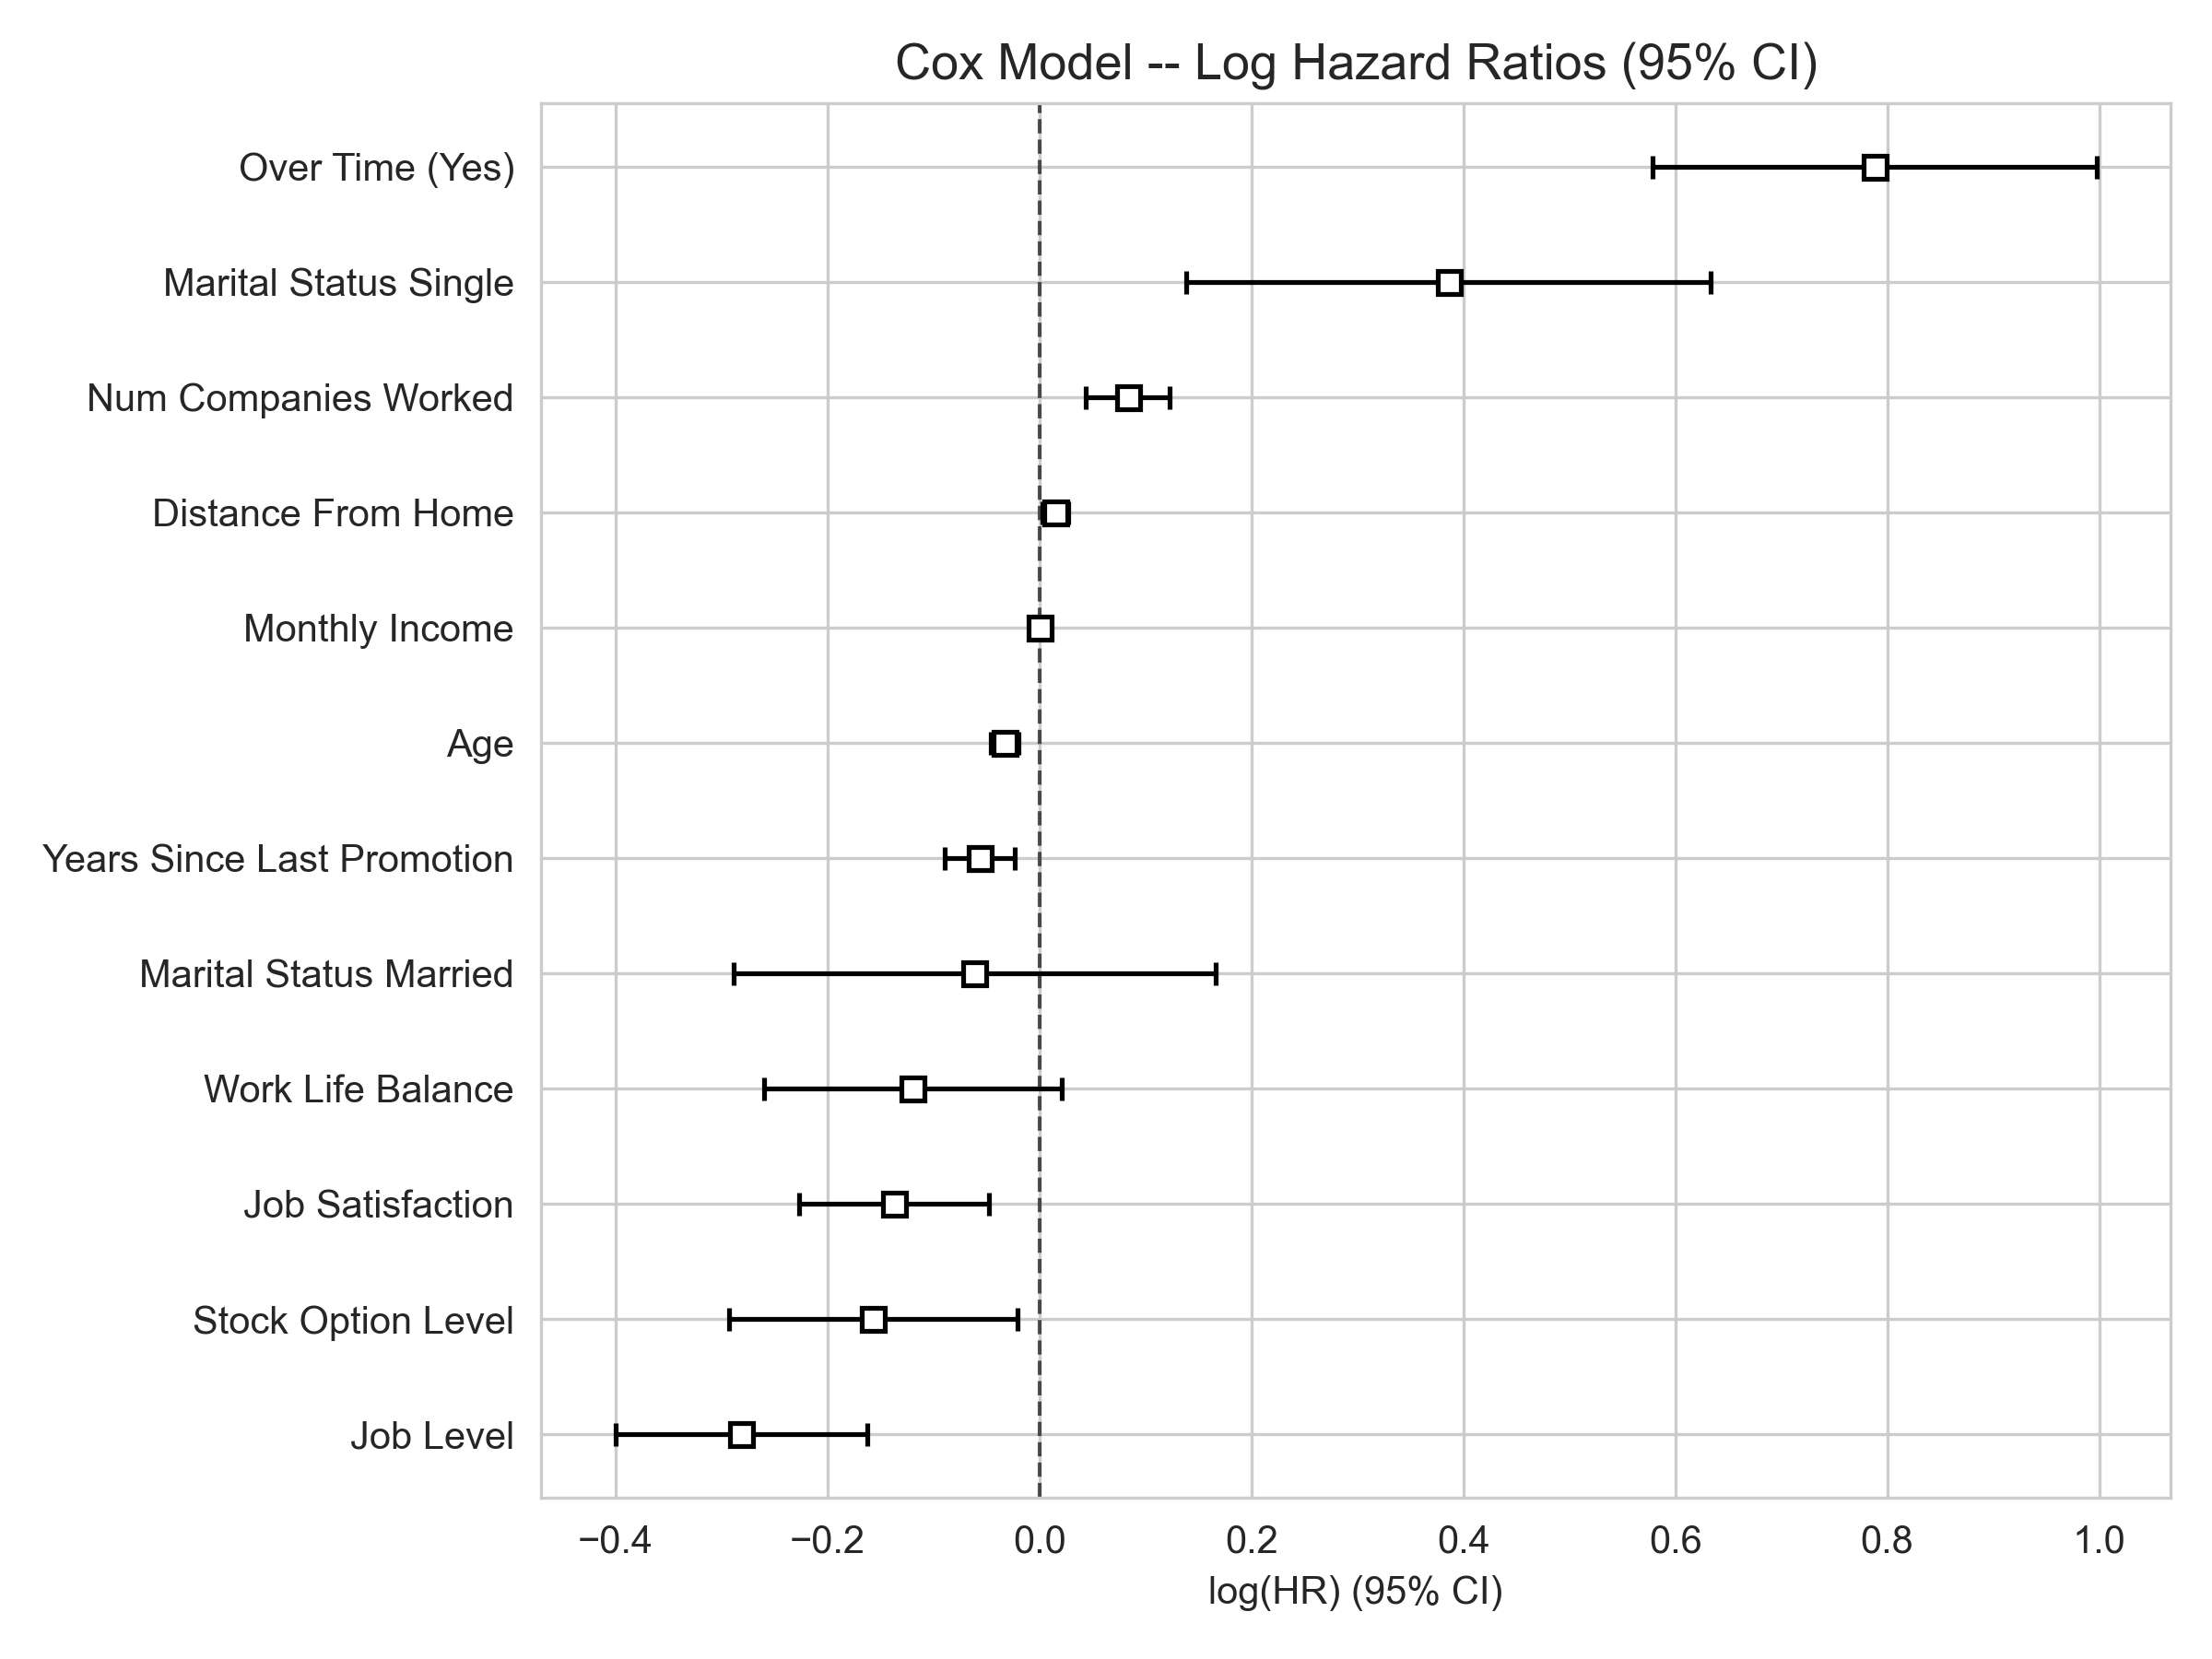 Cox Model -- Log Hazard Ratios (95% CI)
Over Time (Yes)
Marital Status Single
Num Companies Worked
Distance From Home
Monthly Income
Age
Years Since Last Promotion
Marital Status Married
Work Life Balance
Job Satisfaction
Stock Option Level
Job Level
−0.4 −0.2 0.0 0.2 0.4 0.6 0.8 1.0
log(HR) (95% CI)